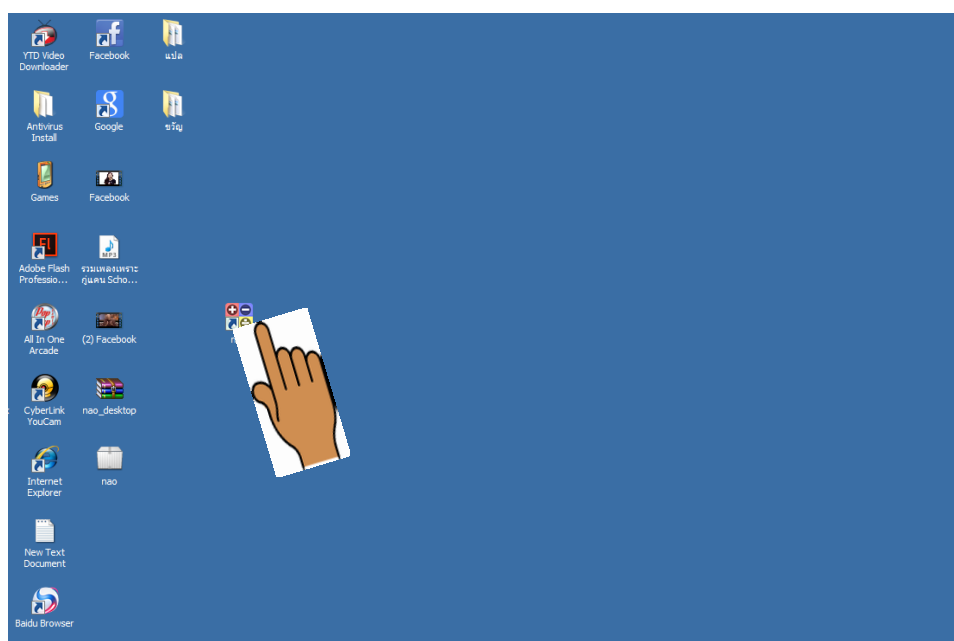 YTD Video
Downloader
Facebook
แปล
Antivirus
Install
Google
ขวัญ
Games
Facebook
Adobe Flash
Professio...
MP3
รวมเพลงเพราะ
คู่แคน Scho...
All In One
Arcade
(2) Facebook
CyberLink
YouCam
nao_desktop
Internet
Explorer
nao
New Text
Document
Baidu Browser